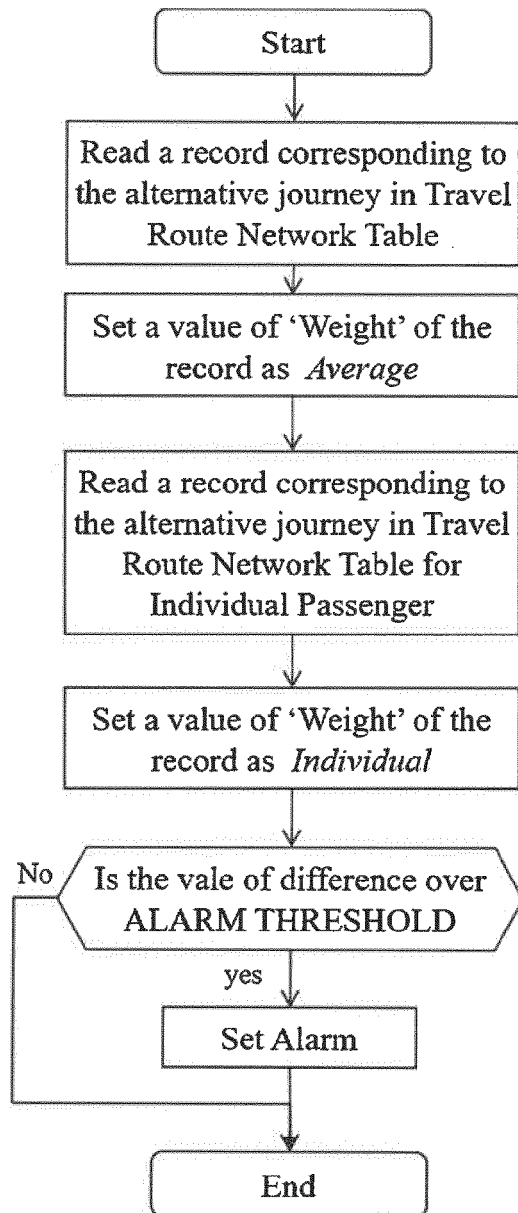 Start
Read a record corresponding to
the alternative journey in Travel
Route Network Table
Set a value of ‘Weight’ of the
record as Average
Read a record corresponding to
the alternative journey in Travel
Route Network Table for
Individual Passenger
Set a value of ‘Weight’ of the
record as Individual
No
Is the vale of difference over
ALARM THRESHOLD
yes
Set Alarm
End